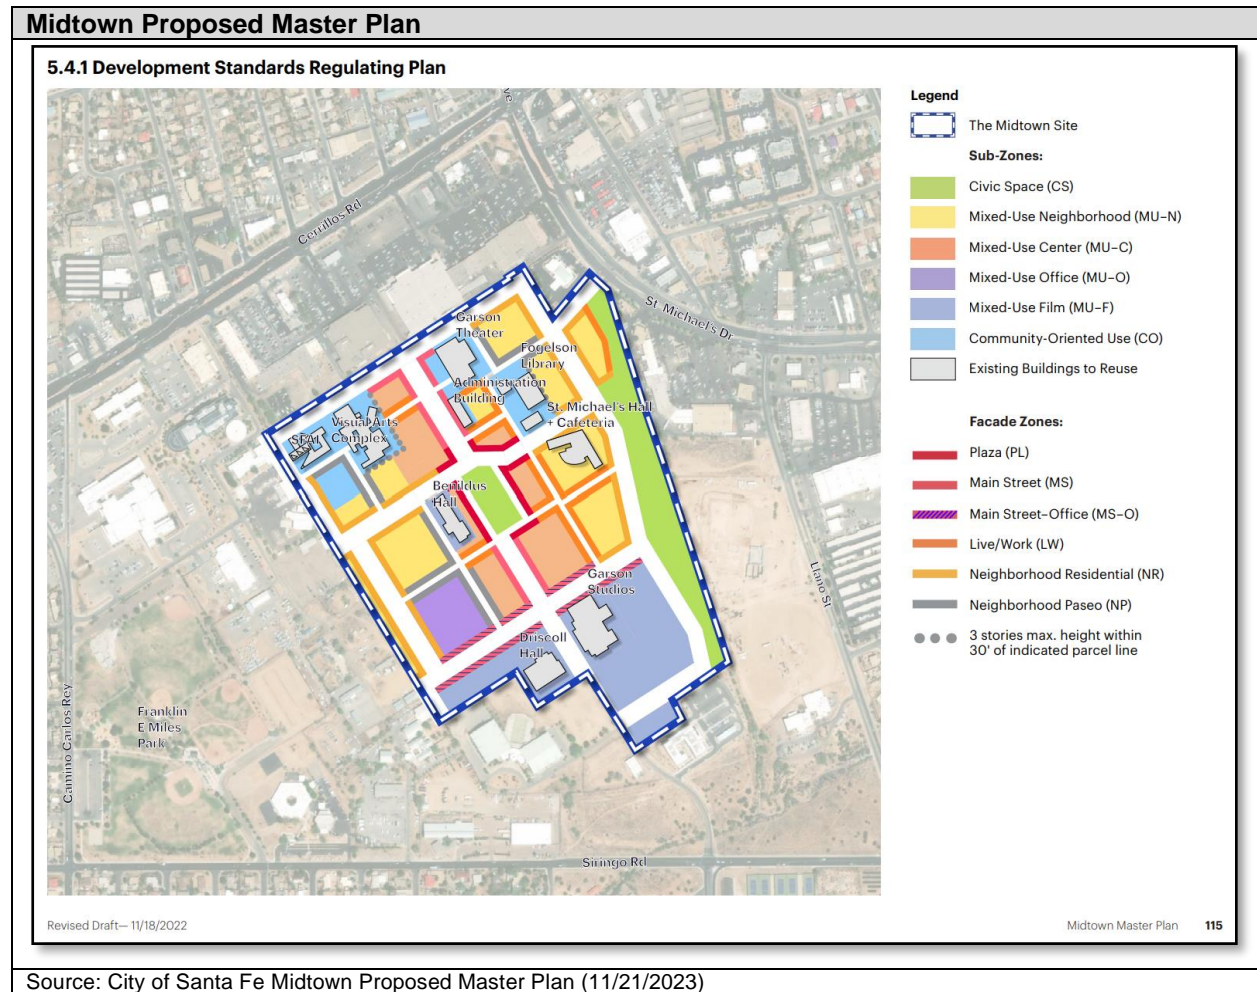 Midtown Proposed Master Plan
5.4.1 Development Standards Regulating Plan
ve
Cerrillos Rd
St. Michael's Dr
Garson
Theater
Fogelson
Library
Administration
Building
St. Michael's Hall
+ Cafeteria
Visual Arts
Complex
SFAI
Benildus
Hall
Garson
Studios
Driscoll
Hall
Llano St
Franklin
E Miles
Park
Camino Carlos Rey
Siringo Rd
Legend
The Midtown Site
Sub-Zones:
Civic Space (CS)
Mixed-Use Neighborhood (MU–N)
Mixed-Use Center (MU–C)
Mixed-Use Office (MU–O)
Mixed-Use Film (MU–F)
Community-Oriented Use (CO)
Existing Buildings to Reuse
Facade Zones:
Plaza (PL)
Main Street (MS)
Main Street–Office (MS–O)
Live/Work (LW)
Neighborhood Residential (NR)
Neighborhood Paseo (NP)
3 stories max. height within
30' of indicated parcel line
Revised Draft— 11/18/2022
Midtown Master Plan 115
Source: City of Santa Fe Midtown Proposed Master Plan (11/21/2023)